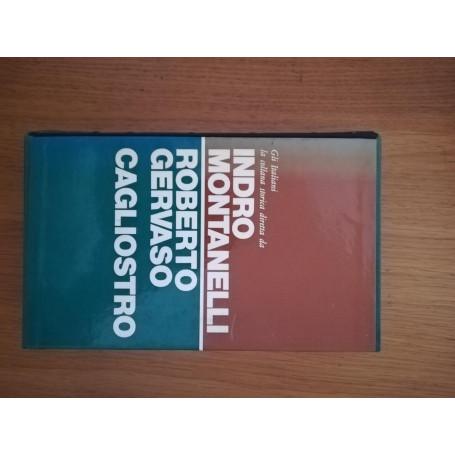 Gli Italiani
la collana storica diretta da
INDRO
MONTANELLI
ROBERTO
GERVASO
CAGLIOSTRO